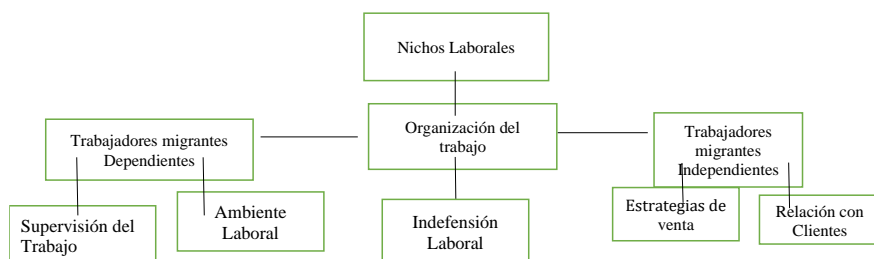 Nichos Laborales
Trabajadores migrantes
Dependientes
Organización del
trabajo
Trabajadores
migrantes
Independientes
Supervisión del
Trabajo
Ambiente
Laboral
Indefensión
Laboral
Estrategias de
venta
Relación con
Clientes